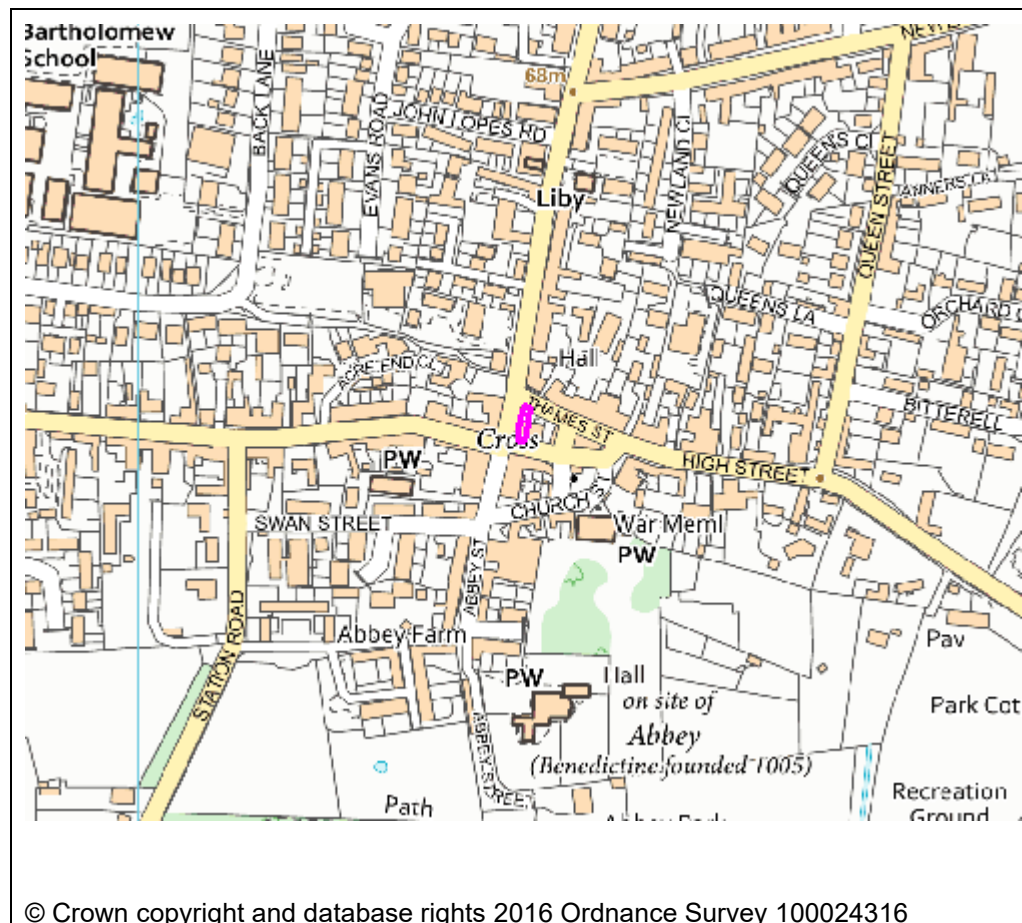 Bartholomew
School
BACK LANE
EVANS ROAD
JOHN LOPES RD
68m
Liby
NEWLAND CL
QUEENS CL
QUEEN STREET
QUEENS LA
ORCHARD
BITTERELL
Hall
ACRE END CL
THAMES ST
Cross
PW
HIGH STREET
CHURCH ST
SWAN STREET
War Meml
PW
ABBEY ST
Abbey Farm
STATION ROAD
PW
Hall
on site of
Abbey
(Benedictine founded 1005)
ABBEY STREET
Path
Pav
Park Cot
Recreation
Ground
© Crown copyright and database rights 2016 Ordnance Survey 100024316